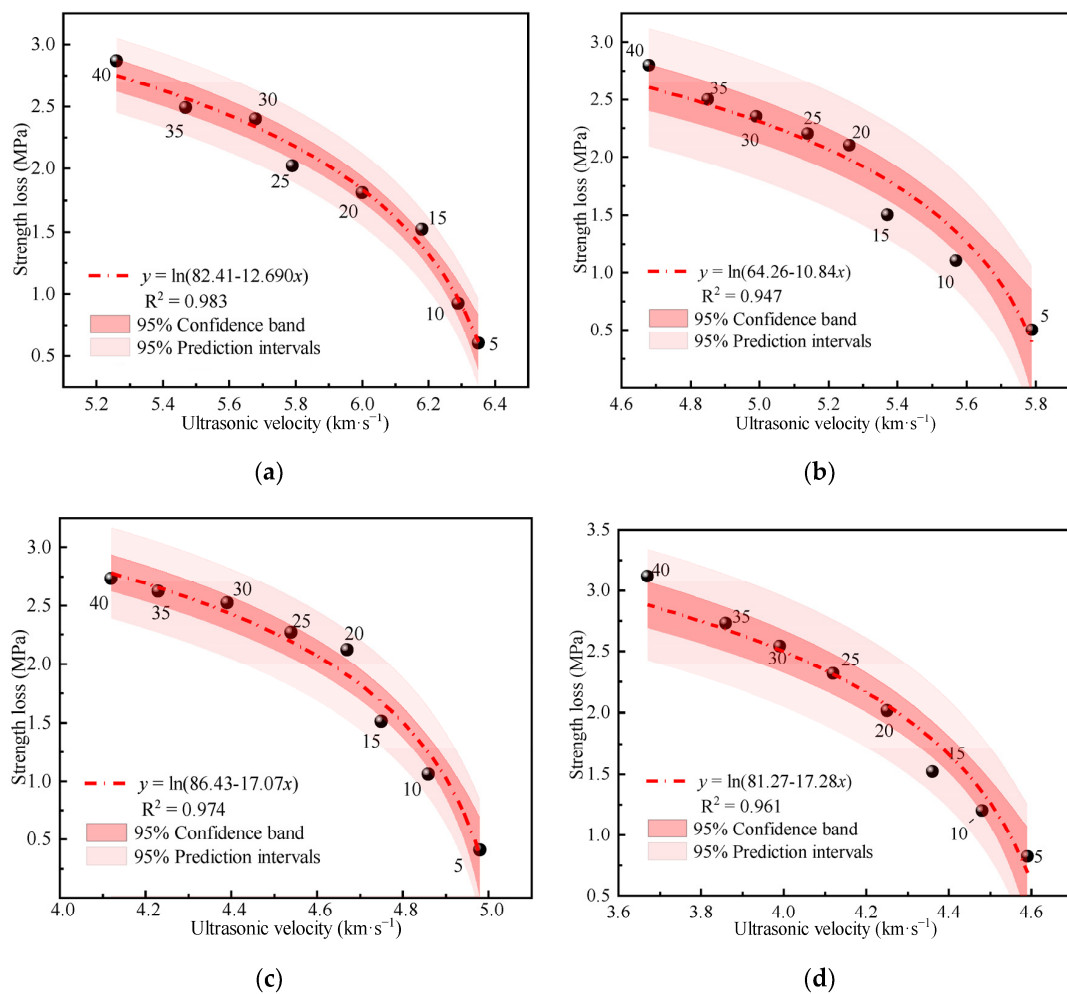 3.0
2.5
2.0
1.5
1.0
0.5
Strength loss (MPa)
40
35
30
25
20
15
10
5
y = ln(82.41-12.690x)
R² = 0.983
95% Confidence band
95% Prediction intervals
5.2 5.4 5.6 5.8 6.0 6.2 6.4
Ultrasonic velocity (km·s⁻¹)
(a)
3.0
2.5
2.0
1.5
1.0
0.5
Strength loss (MPa)
40
35
30
25
20
15
10
5
y = ln(64.26-10.84x)
R² = 0.947
95% Confidence band
95% Prediction intervals
4.6 4.8 5.0 5.2 5.4 5.6 5.8
Ultrasonic velocity (km·s⁻¹)
(b)
3.0
2.5
2.0
1.5
1.0
0.5
Strength loss (MPa)
40
35
30
25
20
15
10
5
y = ln(86.43-17.07x)
R² = 0.974
95% Confidence band
95% Prediction intervals
4.0 4.2 4.4 4.6 4.8 5.0
Ultrasonic velocity (km·s⁻¹)
(c)
3.5
3.0
2.5
2.0
1.5
1.0
0.5
Strength loss (MPa)
40
35
30
25
20
15
10
5
y = ln(81.27-17.28x)
R² = 0.961
95% Confidence band
95% Prediction intervals
3.6 3.8 4.0 4.2 4.4 4.6
Ultrasonic velocity (km·s⁻¹)
(d)